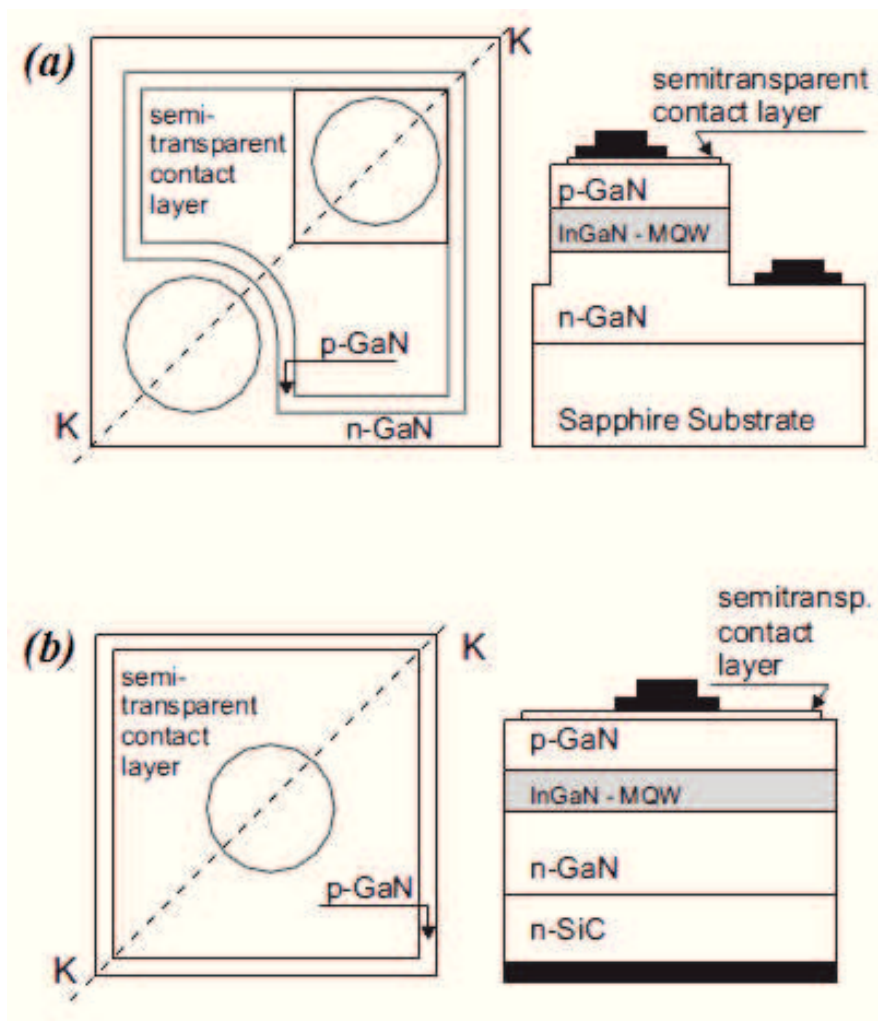 (a)
K
semi-
transparent
contact
layer
p-GaN
n-GaN
K
semitransparent
contact layer
p-GaN
InGaN - MQW
n-GaN
Sapphire Substrate
(b)
K
semi-
transparent
contact
layer
p-GaN
K
semitransp.
contact
layer
p-GaN
InGaN - MQW
n-GaN
n-SiC